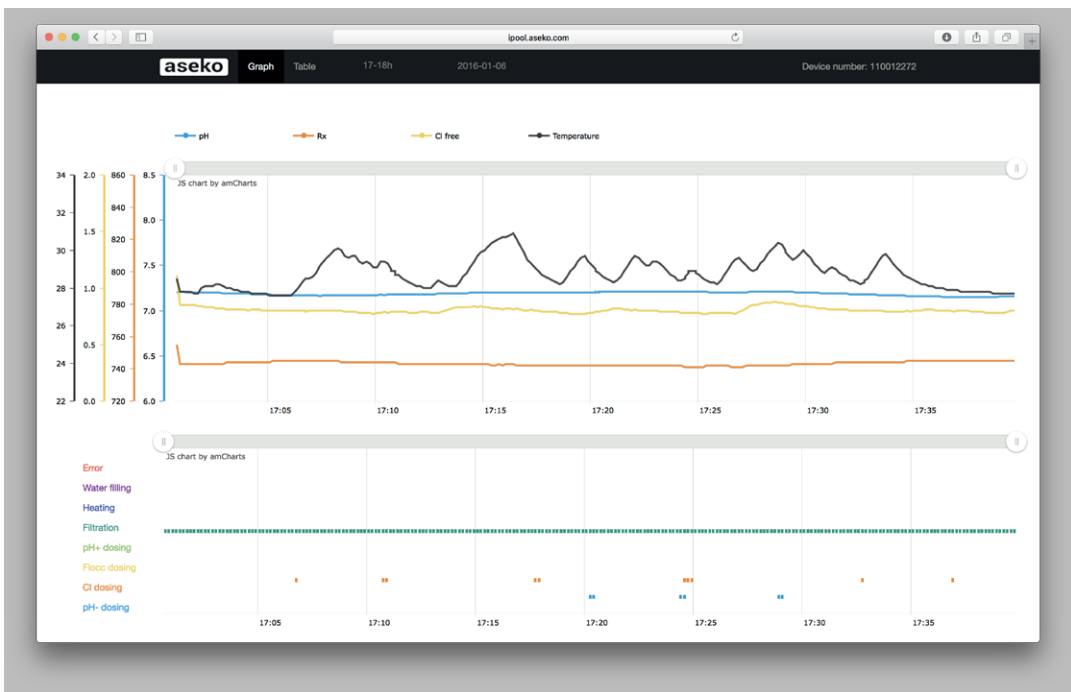 ipool.aseko.com
aseko Graph Table 17-18h 2016-01-06 Device number: 110012272
pH Rx Cl free Temperature
JS chart by amCharts
34 2.0 860 8.5
840
32 8.0
1.5 820
30
800 7.5
28 1.0
780 7.0
26
0.5 760 6.5
24 740
22 0.0 720 6.0
17:05 17:10 17:15 17:20 17:25 17:30 17:35
JS chart by amCharts
Error
Water filling
Heating
Filtration
pH+ dosing
Flocc dosing
Cl dosing
pH- dosing
17:05 17:10 17:15 17:20 17:25 17:30 17:35